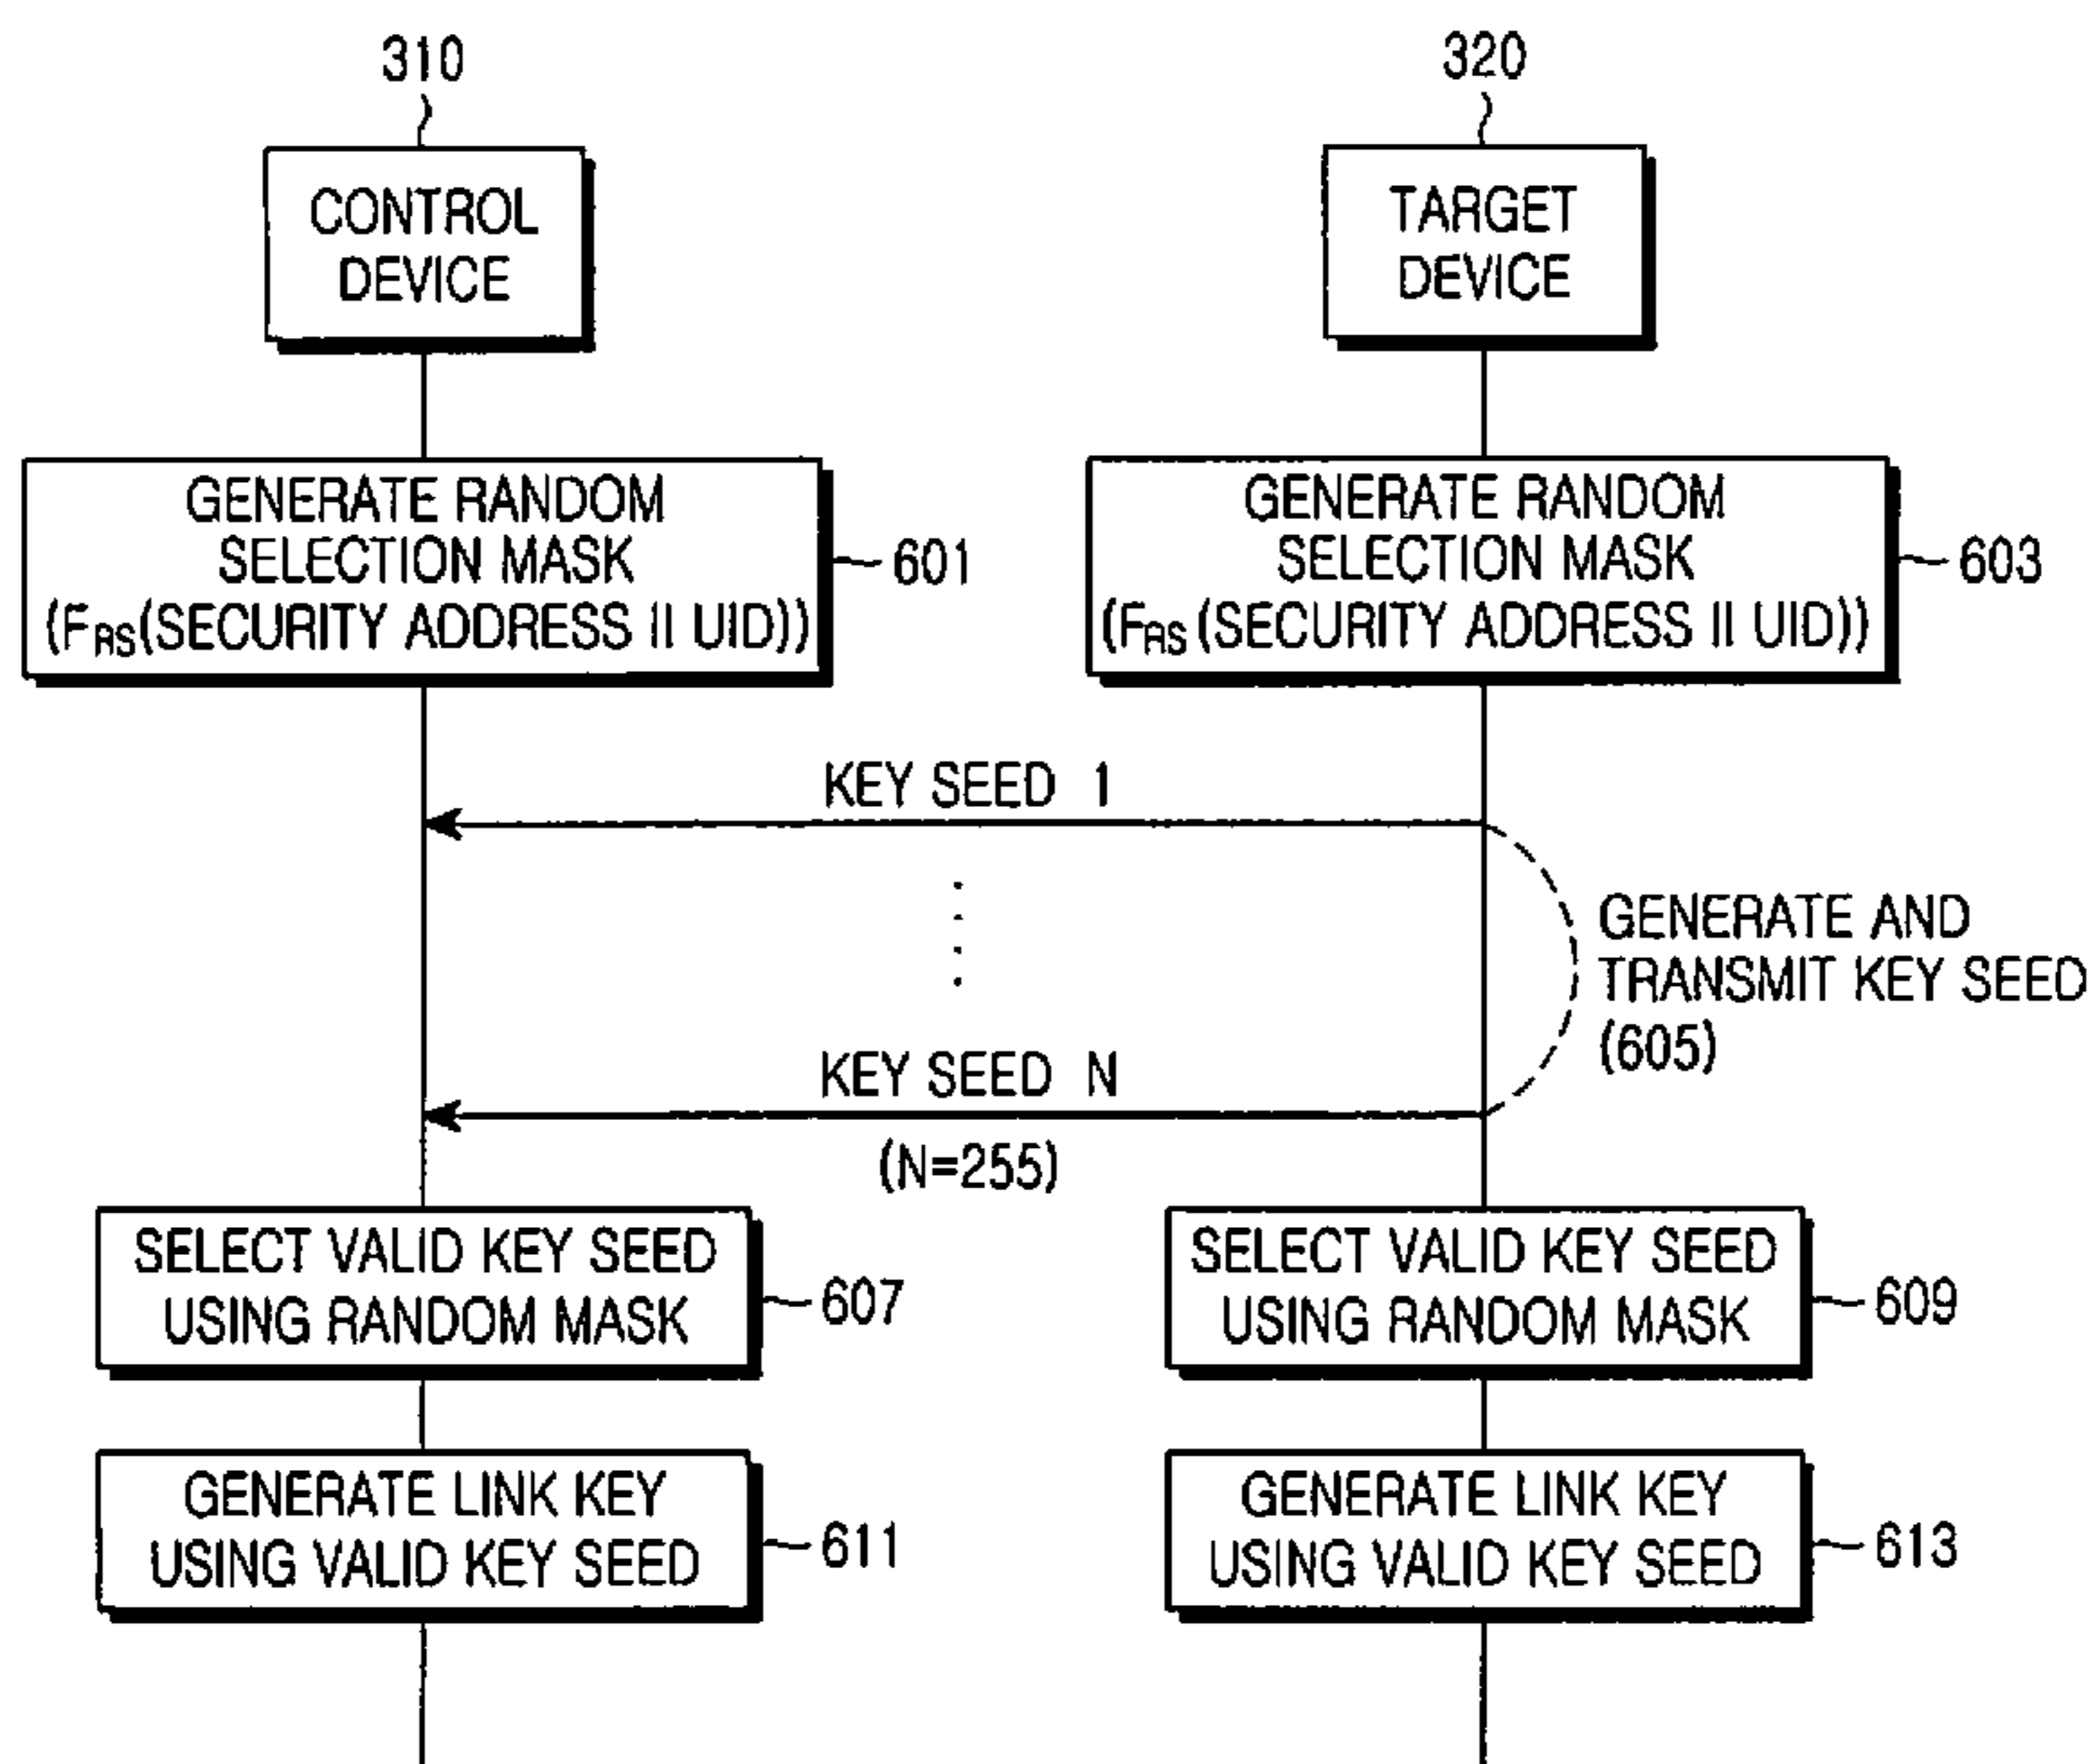 310
320
CONTROL
DEVICE
TARGET
DEVICE
GENERATE RANDOM
SELECTION MASK
(FRS(SECURITY ADDRESS II UID))
601
GENERATE RANDOM
SELECTION MASK
(FRS (SECURITY ADDRESS II UID))
603
KEY SEED 1
GENERATE AND
TRANSMIT KEY SEED
(605)
KEY SEED N
(N=255)
SELECT VALID KEY SEED
USING RANDOM MASK
607
SELECT VALID KEY SEED
USING RANDOM MASK
609
GENERATE LINK KEY
USING VALID KEY SEED
611
GENERATE LINK KEY
USING VALID KEY SEED
613